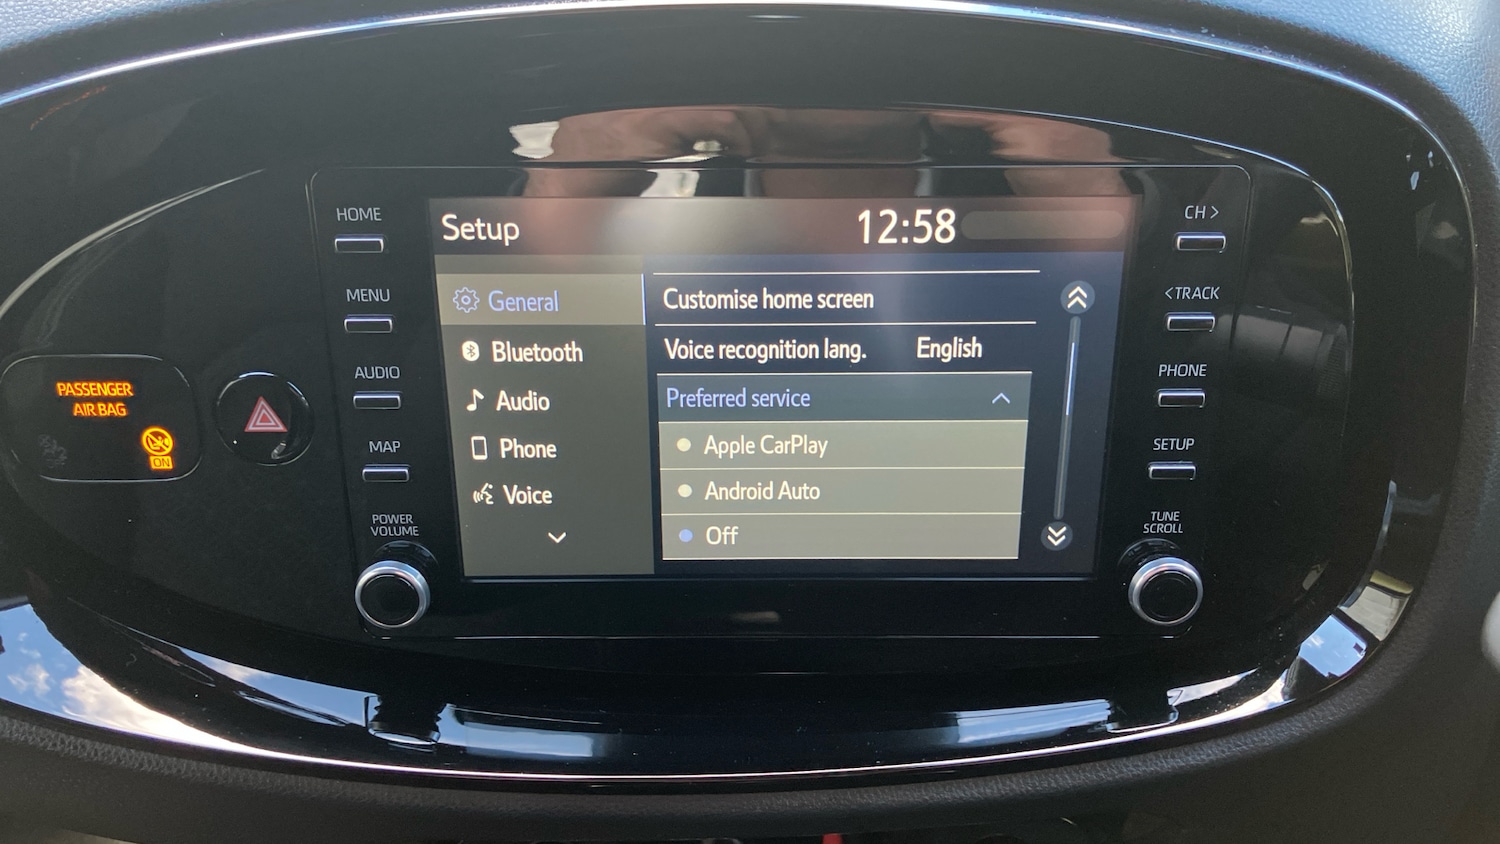 HOME
MENU
AUDIO
MAP
POWER
VOLUME
PASSENGER
AIR BAG
ON
Setup
12:58
General
Bluetooth
Audio
Phone
Voice
Customise home screen
Voice recognition lang. English
Preferred service
Apple CarPlay
Android Auto
Off
CH >
< TRACK
PHONE
SETUP
TUNE
SCROLL